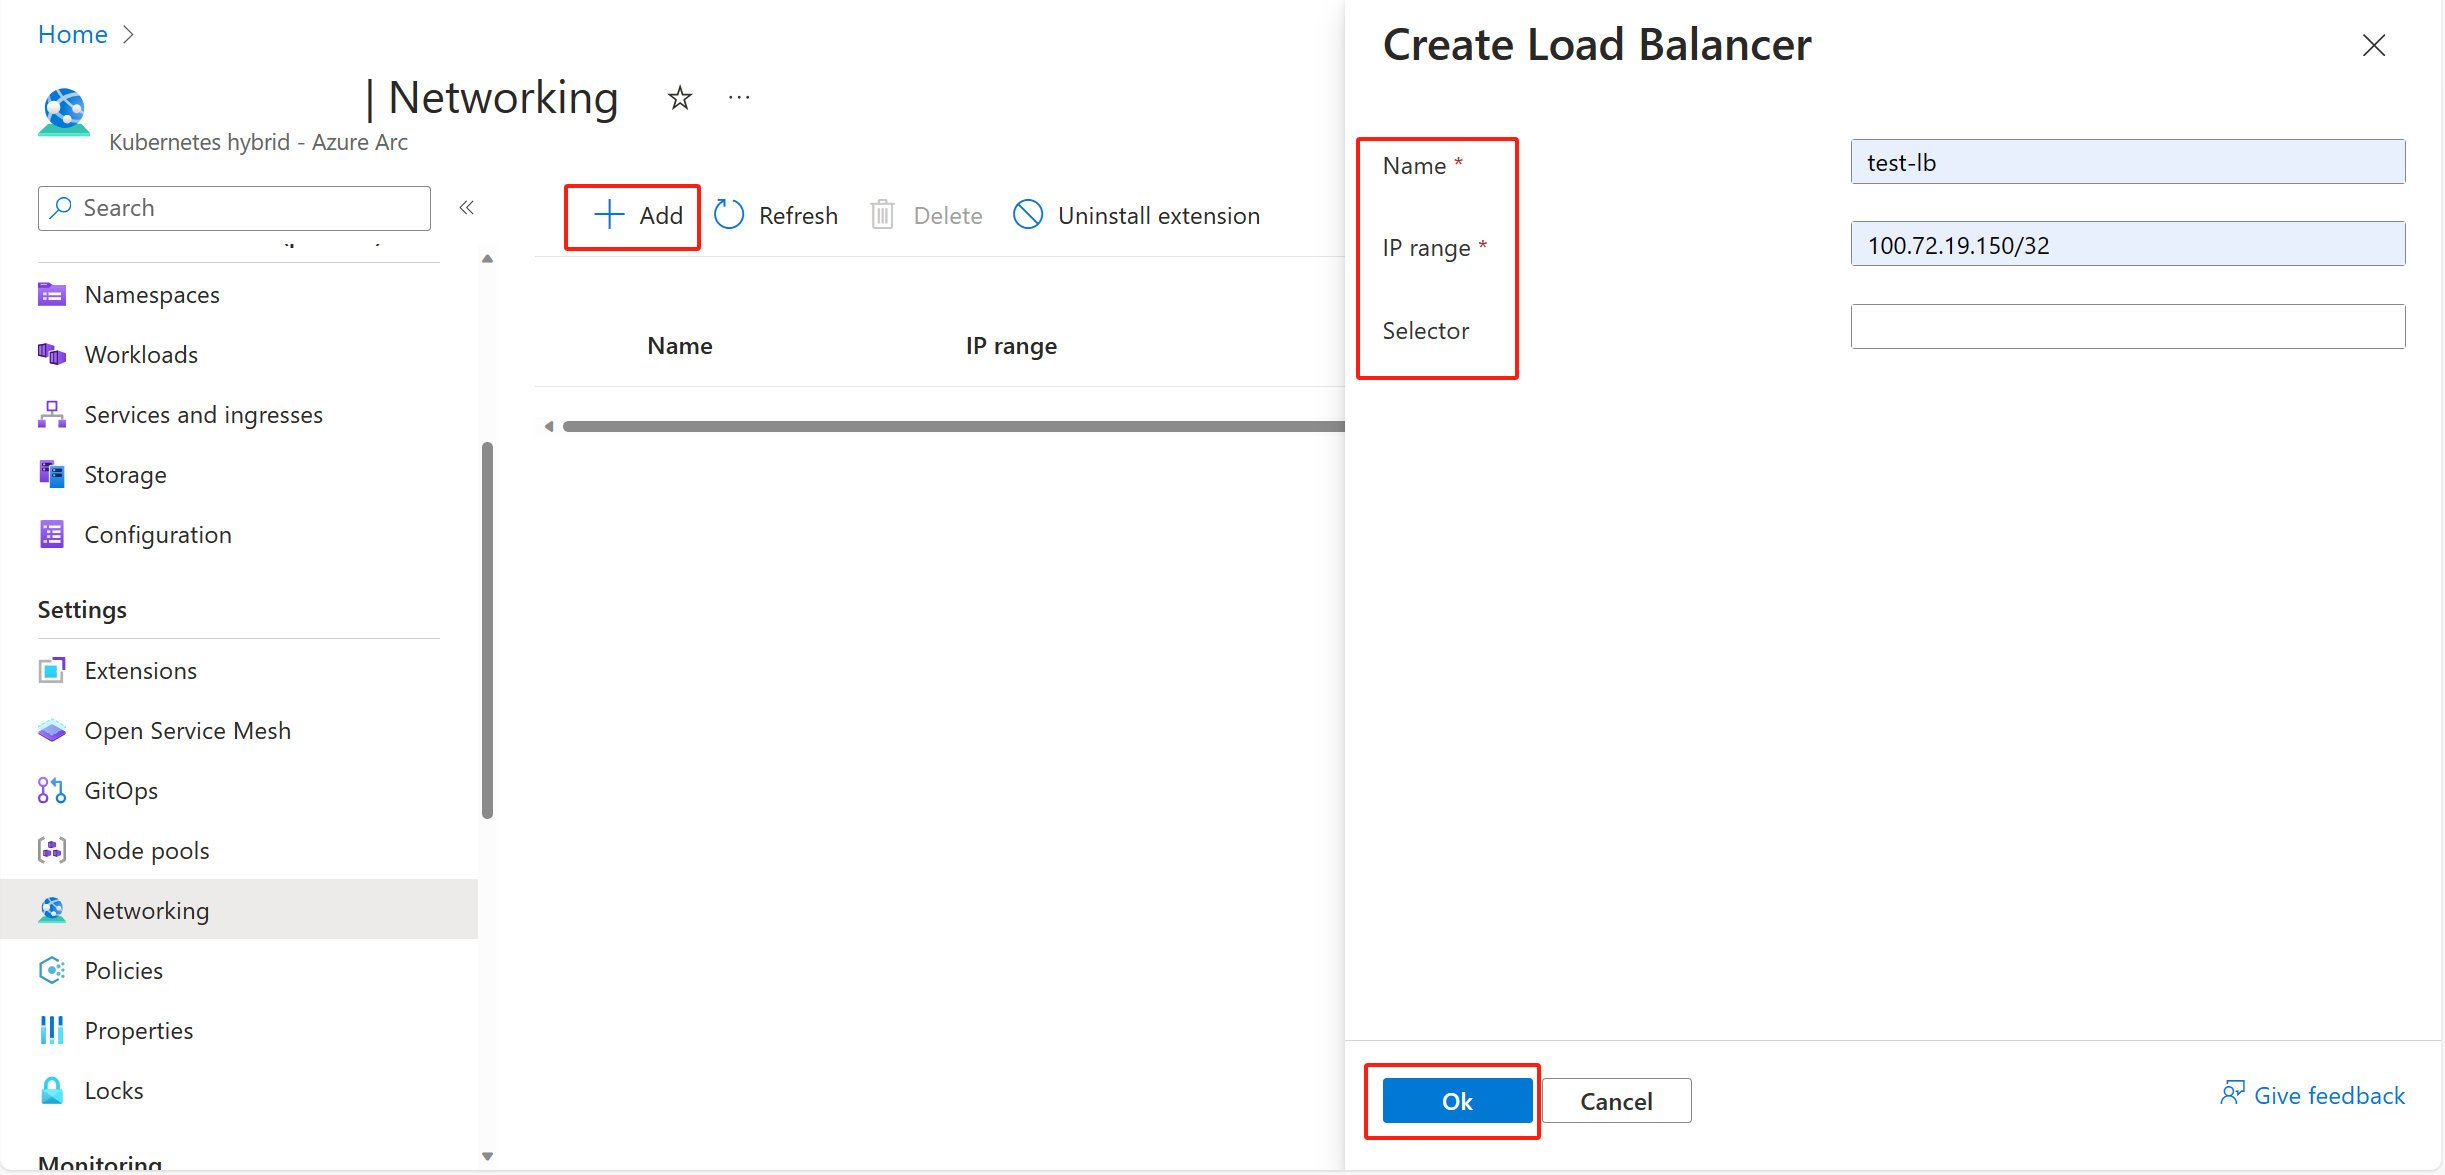 Home
| Networking
Kubernetes hybrid - Azure Arc
Search
Namespaces
Workloads
Services and ingresses
Storage
Configuration
Settings
Extensions
Open Service Mesh
GitOps
Node pools
Networking
Policies
Properties
Locks
Monitoring
Add Refresh Delete Uninstall extension
Name IP range
Create Load Balancer
Name * test-lb
IP range * 100.72.19.150/32
Selector
Ok Cancel Give feedback